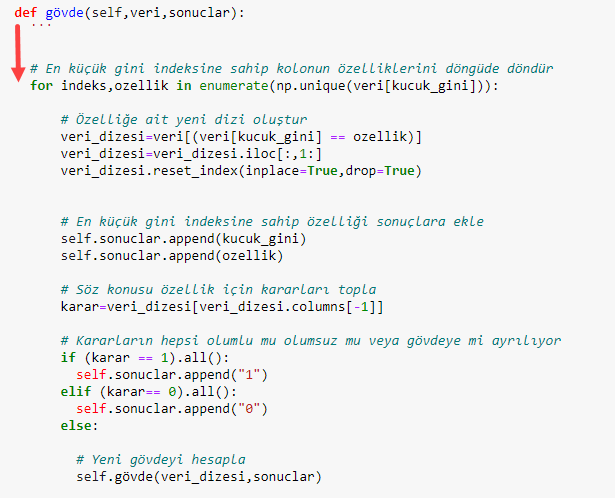 def gövde(self,veri,sonuclar):
...
# En küçük gini indeksine sahip kolonun özelliklerini döngüde döndür
for indeks,ozellik in enumerate(np.unique(veri[kucuk_gini])):
# Özelliğe ait yeni dizi oluştur
veri_dizesi=veri[(veri[kucuk_gini] == ozellik)]
veri_dizesi=veri_dizesi.iloc[:,1:]
veri_dizesi.reset_index(inplace=True,drop=True)
# En küçük gini indeksine sahip özelliği sonuçlara ekle
self.sonuclar.append(kucuk_gini)
self.sonuclar.append(ozellik)
# Söz konusu özellik için kararları topla
karar=veri_dizesi[veri_dizesi.columns[-1]]
# Kararların hepsi olumlu mu olumsuz mu veya gövdeye mi ayrılıyor
if (karar == 1).all():
self.sonuclar.append("1")
elif (karar== 0).all():
self.sonuclar.append("0")
else:
# Yeni gövdeyi hesapla
self.gövde(veri_dizesi,sonuclar)